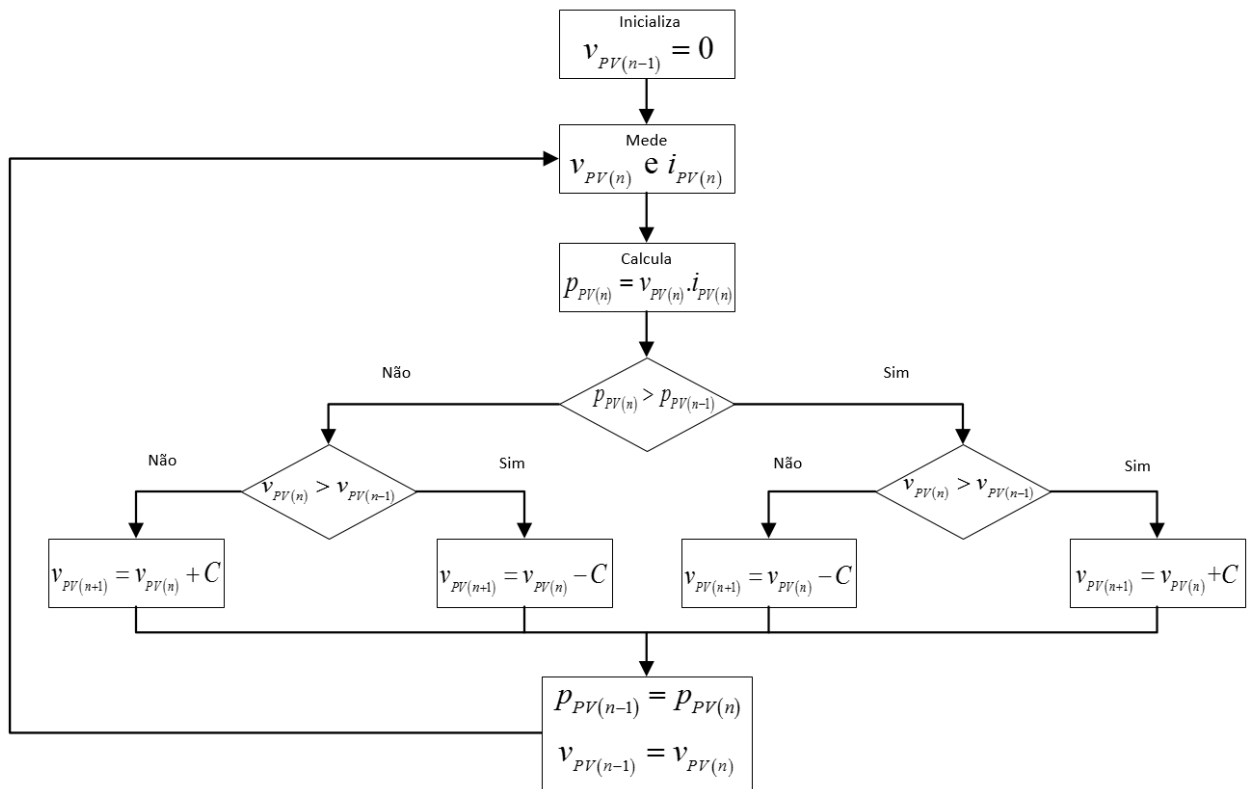 Inicializa
v_{PV(n-1)} = 0
Mede
v_{PV(n)} e i_{PV(n)}
Calcula
p_{PV(n)} = v_{PV(n)}.i_{PV(n)}
Não
Sim
p_{PV(n)} > p_{PV(n-1)}
Não
Sim
Não
Sim
v_{PV(n)} > v_{PV(n-1)}
v_{PV(n)} > v_{PV(n-1)}
v_{PV(n+1)} = v_{PV(n)} + C
v_{PV(n+1)} = v_{PV(n)} − C
v_{PV(n+1)} = v_{PV(n)} − C
v_{PV(n+1)} = v_{PV(n)} + C
p_{PV(n-1)} = p_{PV(n)}
v_{PV(n-1)} = v_{PV(n)}